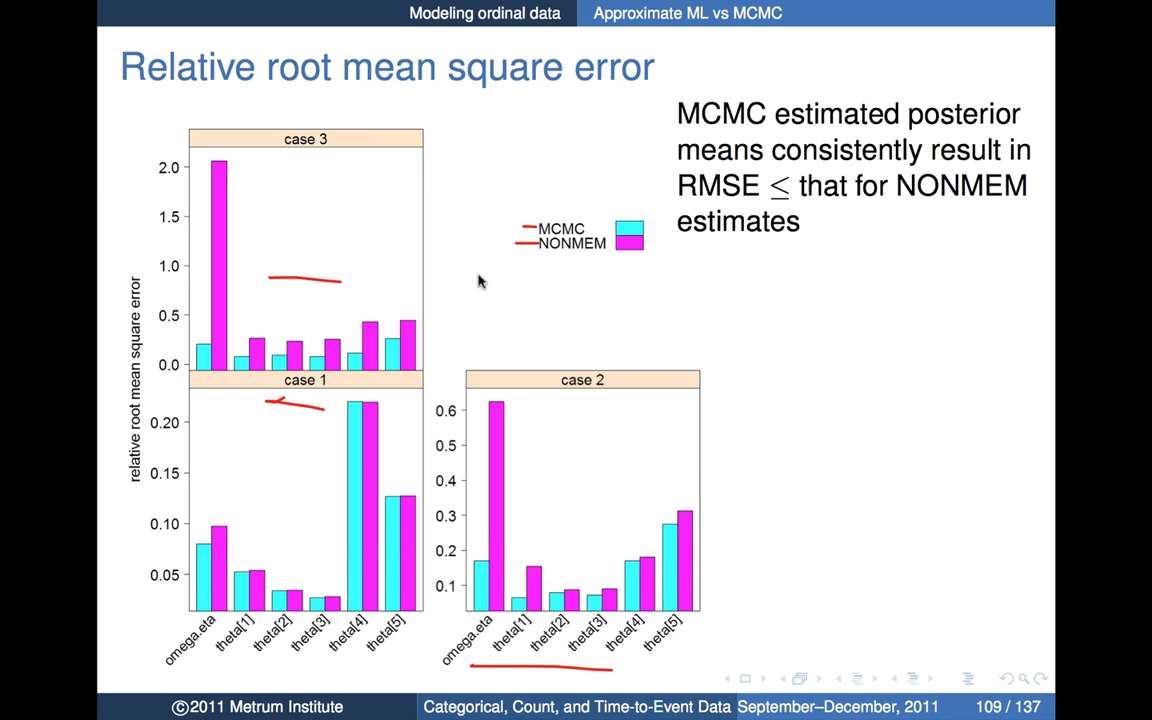 Modeling ordinal data
Approximate ML vs MCMC
Relative root mean square error
MCMC estimated posterior
means consistently result in
RMSE ≤ that for NONMEM
estimates
case 3
2.0
1.5
1.0
0.5
0.0
MCMC
NONMEM
relative root mean square error
case 1
0.20
0.15
0.10
0.05
case 2
0.6
0.5
0.4
0.3
0.2
0.1
omega.eta
theta[1]
theta[2]
theta[3]
theta[4]
theta[5]
omega.eta
theta[1]
theta[2]
theta[3]
theta[4]
theta[5]
©2011 Metrum Institute
Categorical, Count, and Time-to-Event Data
September–December, 2011
109 / 137